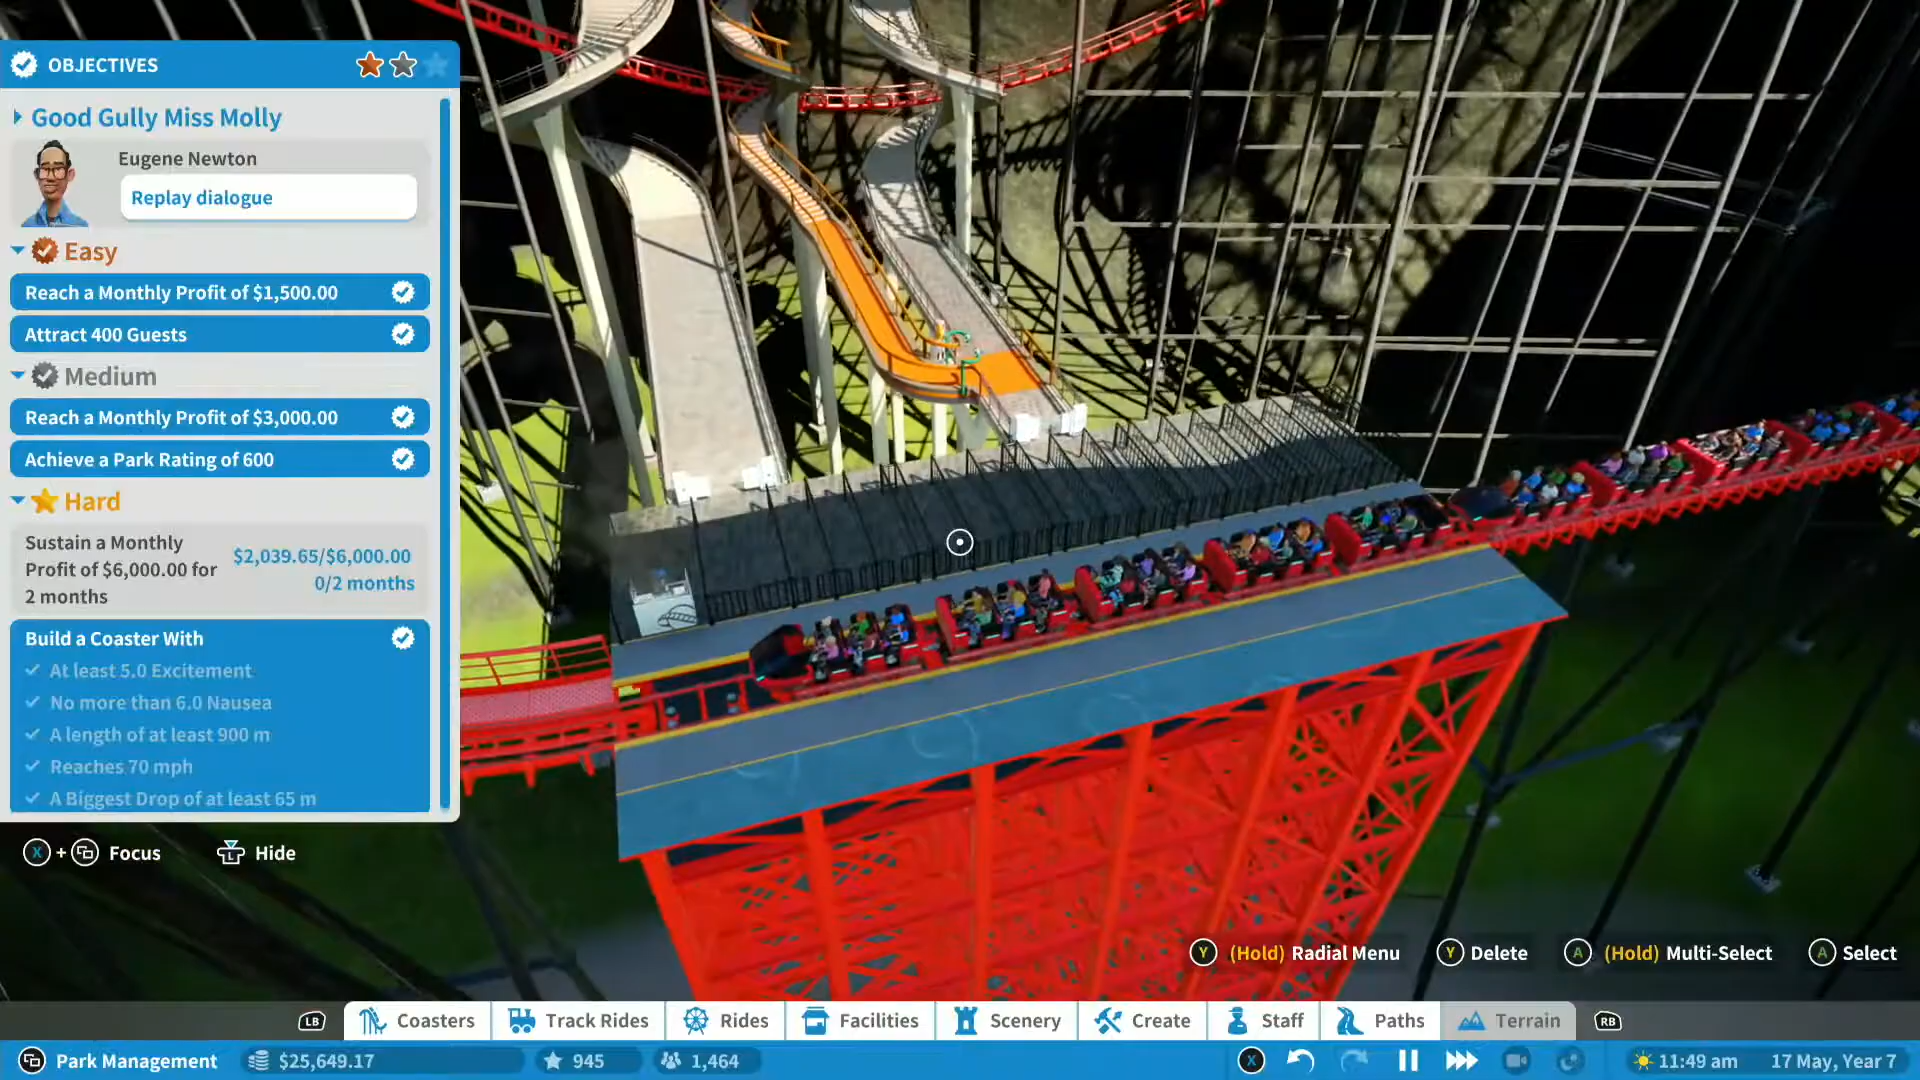 OBJECTIVES
Good Gully Miss Molly
Eugene Newton
Replay dialogue
Easy
Reach a Monthly Profit of $1,500.00
Attract 400 Guests
Medium
Reach a Monthly Profit of $3,000.00
Achieve a Park Rating of 600
Hard
Sustain a Monthly
Profit of $6,000.00 for
2 months
$2,039.65/$6,000.00
0/2 months
Build a Coaster With
At least 5.0 Excitement
No more than 6.0 Nausea
A length of at least 900 m
Reaches 70 mph
A Biggest Drop of at least 65 m
X + Focus
L Hide
Y (Hold) Radial Menu
Y Delete
A (Hold) Multi-Select
A Select
LB Coasters Track Rides Rides Facilities Scenery Create Staff Paths Terrain RB
Park Management $25,649.17 945 1,464 X 11:49 am 17 May, Year 7